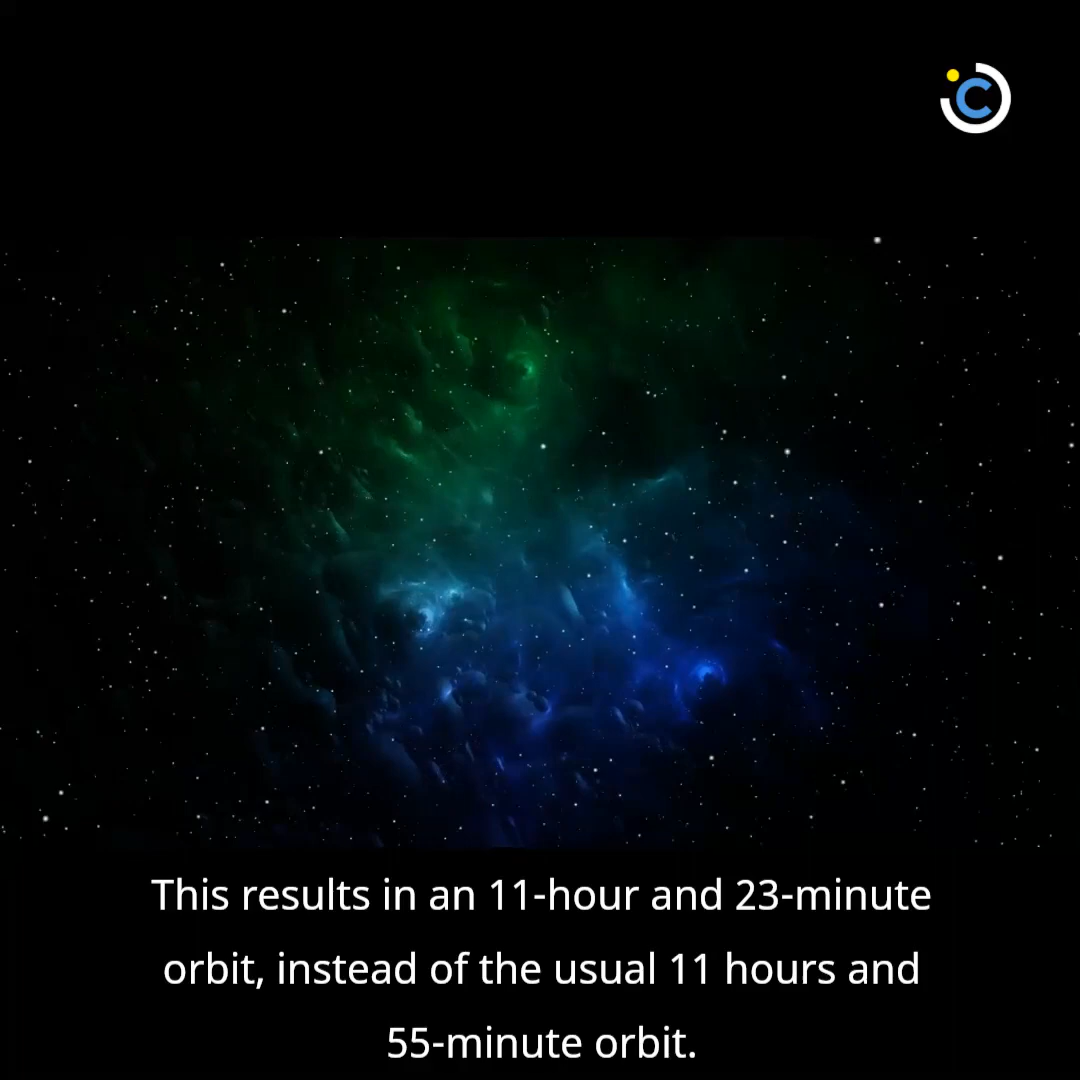 This results in an 11-hour and 23-minute
orbit, instead of the usual 11 hours and
55-minute orbit.